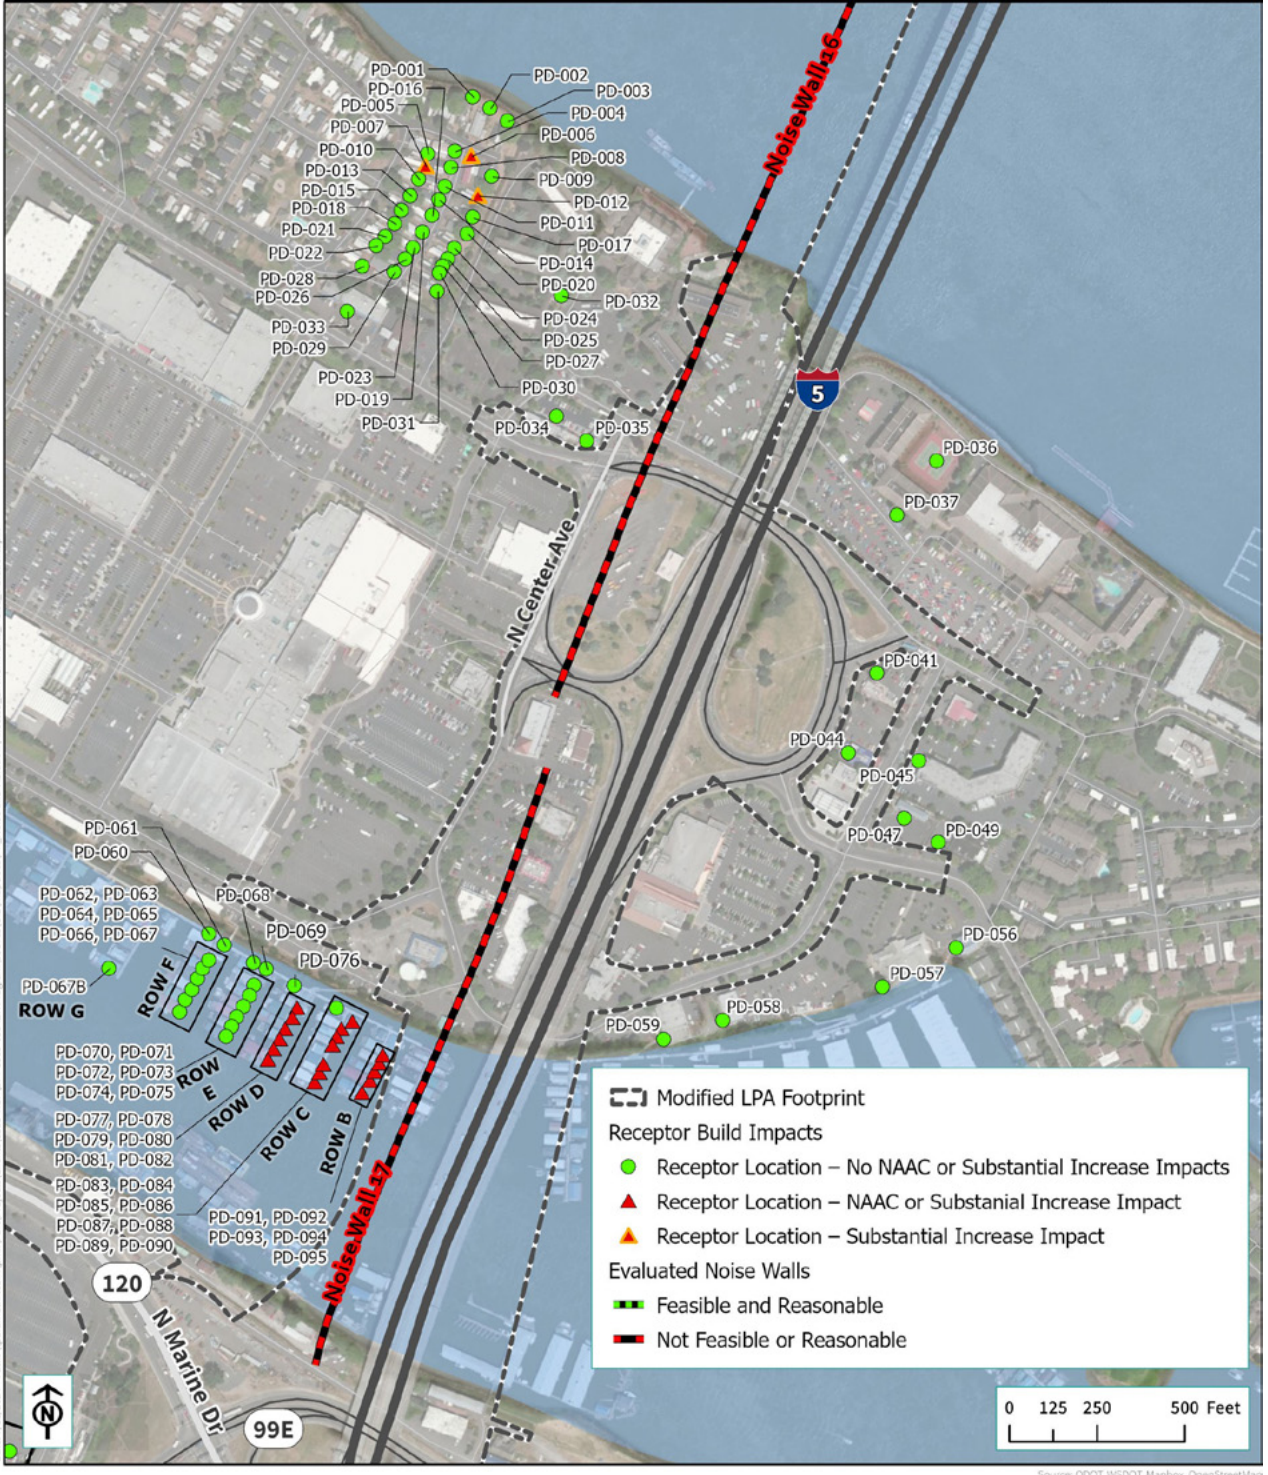 PD-001
PD-016
PD-005
PD-007
PD-010
PD-013
PD-015
PD-018
PD-021
PD-022
PD-028
PD-026
PD-033
PD-029
PD-023
PD-019
PD-031
PD-002
PD-003
PD-004
PD-006
PD-008
PD-009
PD-012
PD-011
PD-017
PD-014
PD-020
PD-032
PD-024
PD-025
PD-027
PD-030
PD-034
PD-035
Noise Wall 16
5
PD-036
PD-037
N Center Ave
PD-041
PD-044
PD-045
PD-047
PD-049
PD-056
PD-057
PD-058
PD-059
PD-061
PD-060
PD-062, PD-063
PD-064, PD-065
PD-066, PD-067
PD-068
PD-069
PD-076
PD-067B
ROW G
ROW F
PD-070, PD-071
PD-072, PD-073
PD-074, PD-075
ROW
E
ROW D
ROW C
ROW B
PD-077, PD-078
PD-079, PD-080
PD-081, PD-082
PD-083, PD-084
PD-085, PD-086
PD-087, PD-088
PD-089, PD-090
PD-091, PD-092
PD-093, PD-094
PD-095
Noise Wall 17
120
N Marine Dr
99E
N
Modified LPA Footprint
Receptor Build Impacts
Receptor Location – No NAAC or Substantial Increase Impacts
Receptor Location – NAAC or Substanial Increase Impact
Receptor Location – Substantial Increase Impact
Evaluated Noise Walls
Feasible and Reasonable
Not Feasible or Reasonable
0 125 250 500 Feet